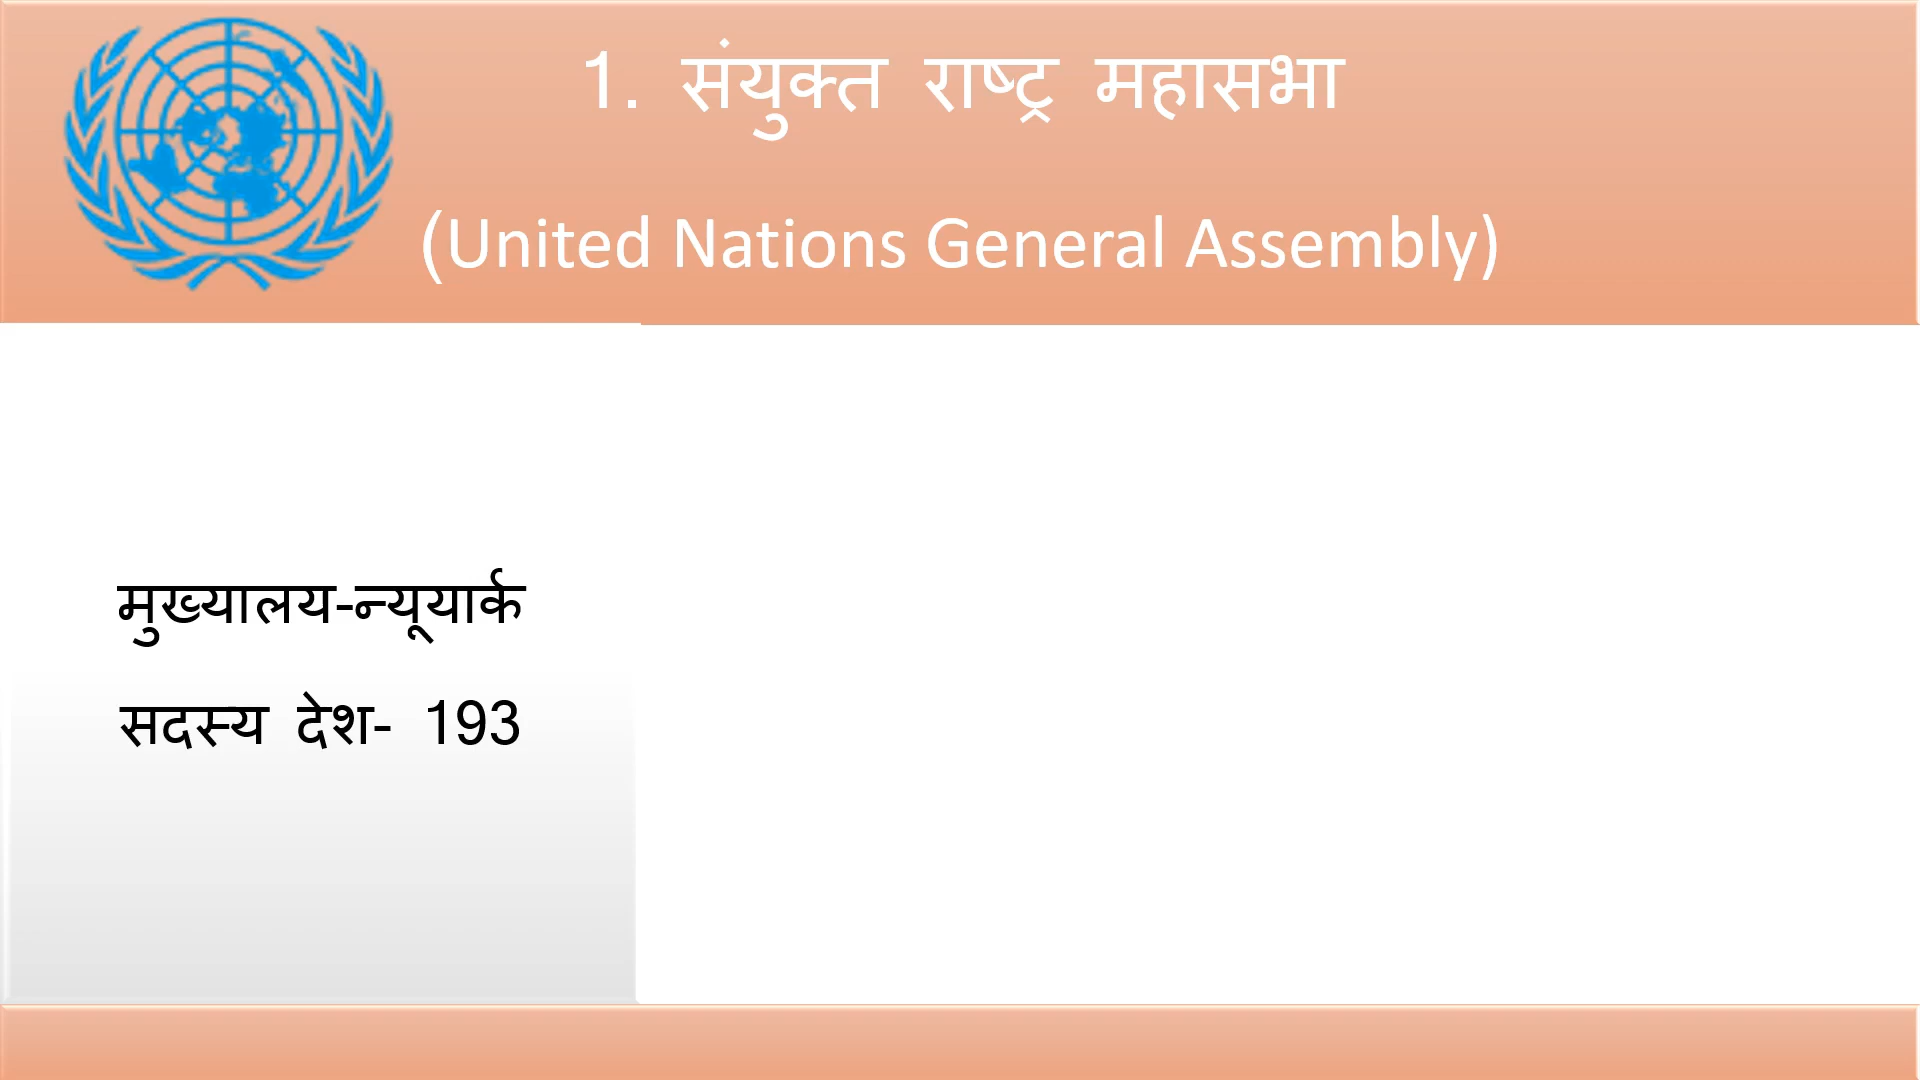 1. संयुक्त राष्ट्र महासभा
(United Nations General Assembly)
मुख्यालय-न्यूयार्क
सदस्य देश- 193